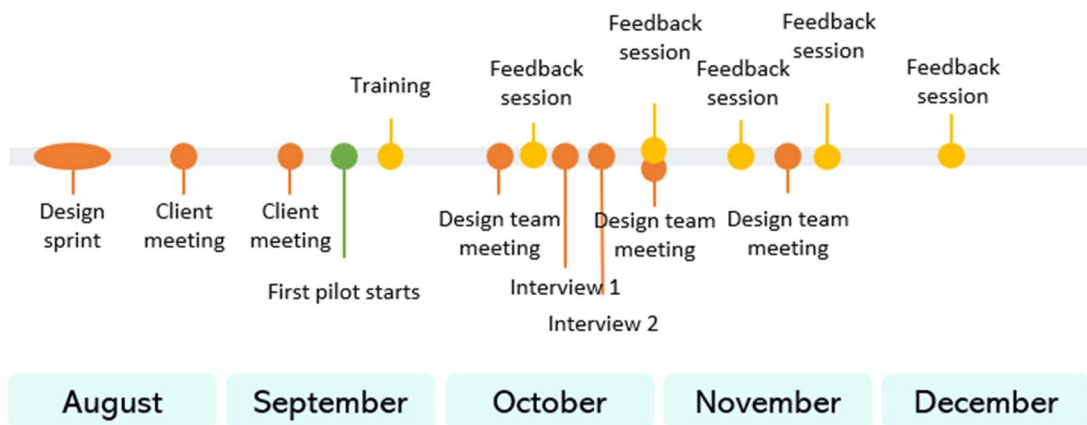 Feedback
session
Feedback
session
Feedback
session
Feedback
session
Feedback
session
Training
Design
sprint
Client
meeting
Client
meeting
Design team
meeting
Design team
meeting
Design team
meeting
First pilot starts
Interview 1
Interview 2
August
September
October
November
December